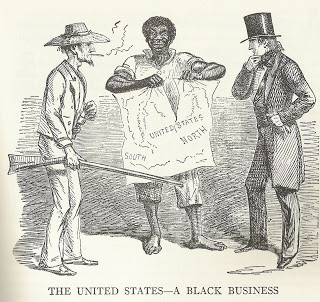 UNITED STATES
NORTH
SOUTH
THE UNITED STATES—A BLACK BUSINESS